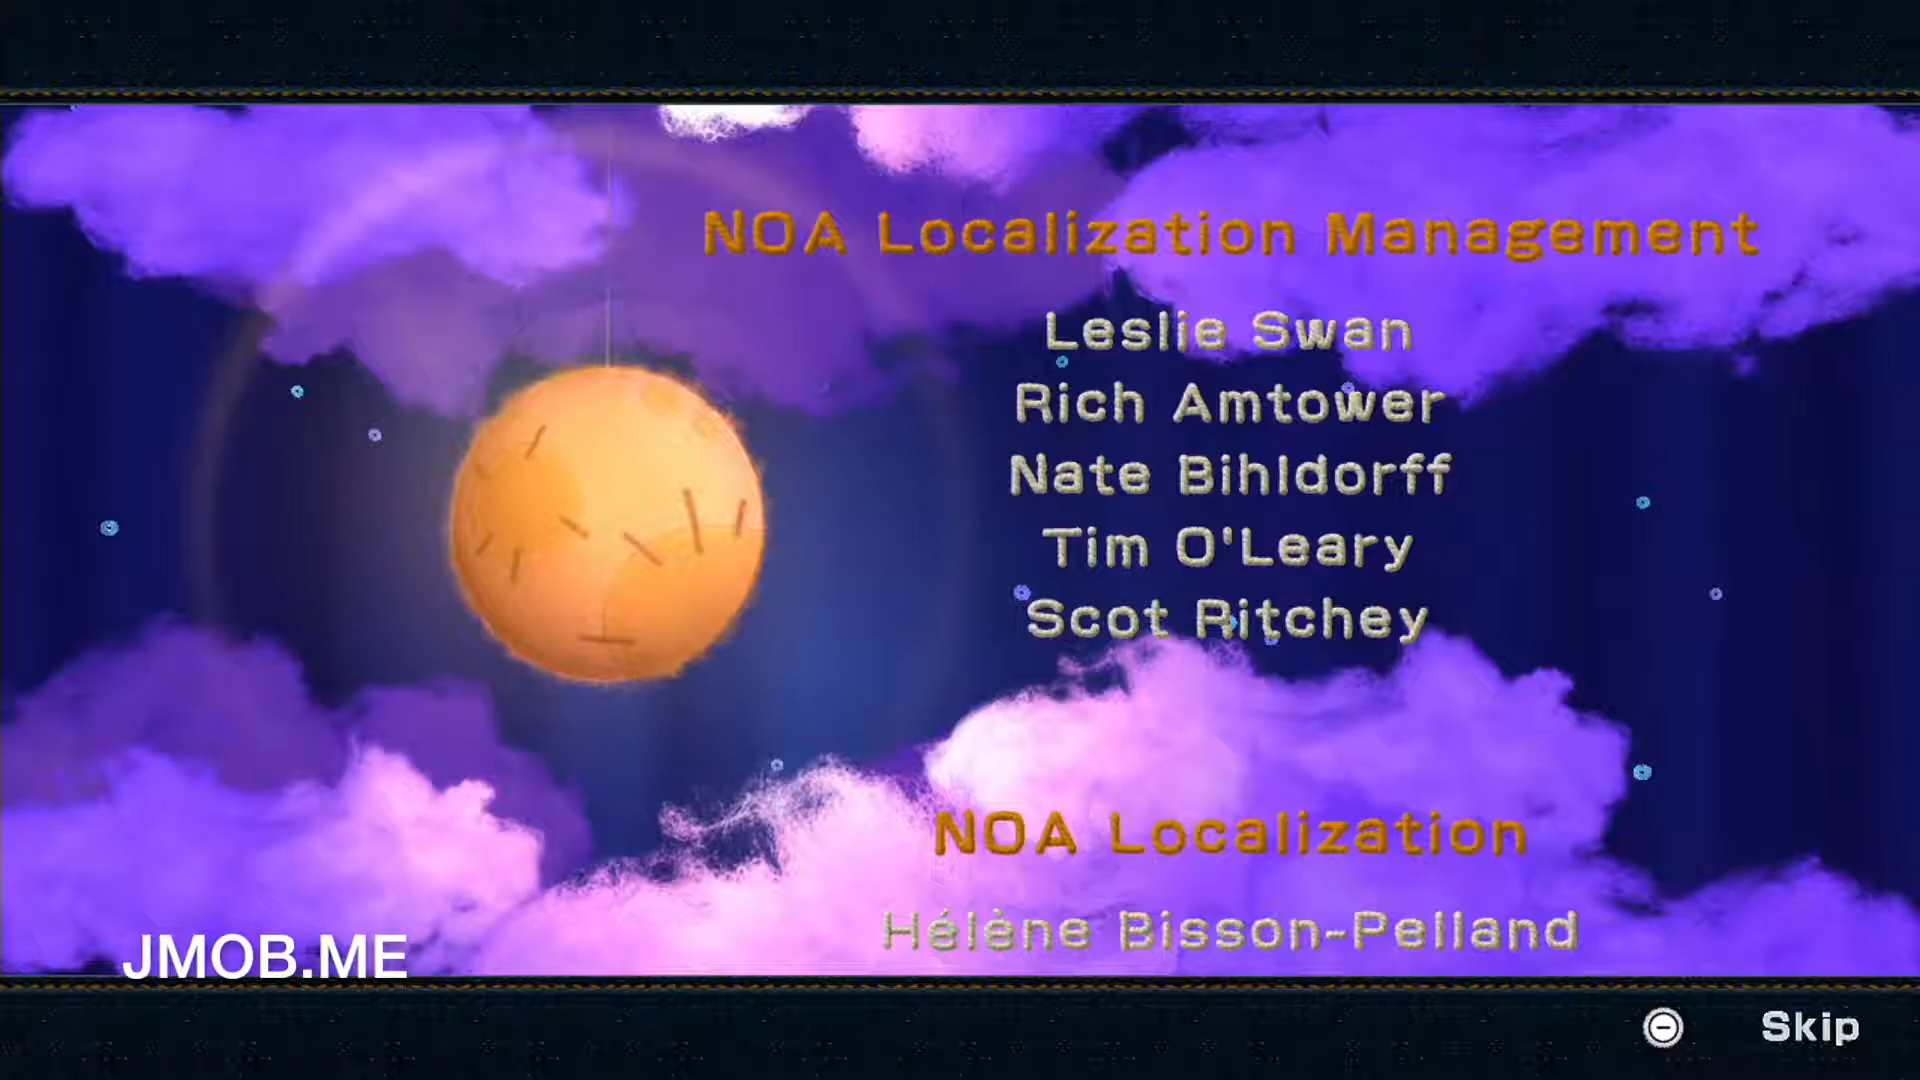 NOA Localization Management
Leslie Swan
Rich Amtower
Nate Bihldorff
Tim O'Leary
Scot Ritchey
NOA Localization
Hélène Bisson-Pelland
JMOB.ME
Skip